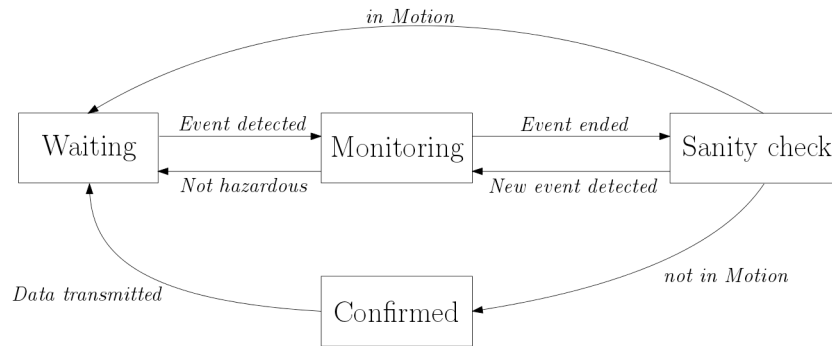 in Motion
Event detected
Event ended
Waiting
Monitoring
Sanity check
Not hazardous
New event detected
Data transmitted
not in Motion
Confirmed